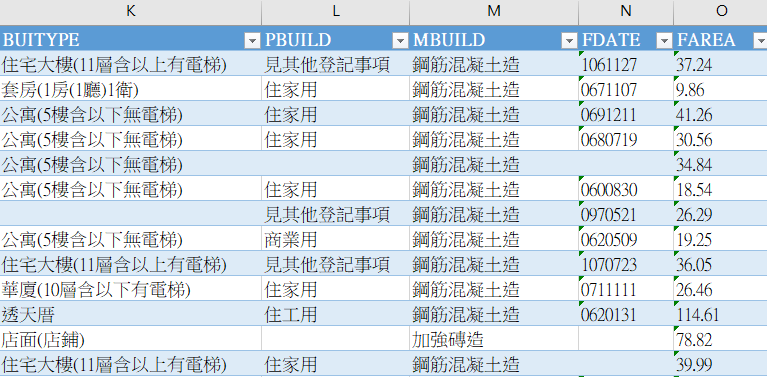 K L M N O
BUITYPE PBUILD MBUILD FDATE FAREA
住宅大樓(11層含以上有電梯) 見其他登記事項 鋼筋混凝土造 1061127 37.24
套房(1房(1廳)1衛) 住家用 鋼筋混凝土造 0671107 9.86
公寓(5樓含以下無電梯) 住家用 鋼筋混凝土造 0691211 41.26
公寓(5樓含以下無電梯) 住家用 鋼筋混凝土造 0680719 30.56
公寓(5樓含以下無電梯) 鋼筋混凝土造 34.84
公寓(5樓含以下無電梯) 住家用 鋼筋混凝土造 0600830 18.54
見其他登記事項 鋼筋混凝土造 0970521 26.29
公寓(5樓含以下無電梯) 商業用 鋼筋混凝土造 0620509 19.25
住宅大樓(11層含以上有電梯) 見其他登記事項 鋼筋混凝土造 1070723 36.05
華廈(10層含以下有電梯) 住家用 鋼筋混凝土造 0711111 26.46
透天厝 住工用 鋼筋混凝土造 0620131 114.61
店面(店鋪) 加強磚造 78.82
住宅大樓(11層含以上有電梯) 住家用 鋼筋混凝土造 39.99